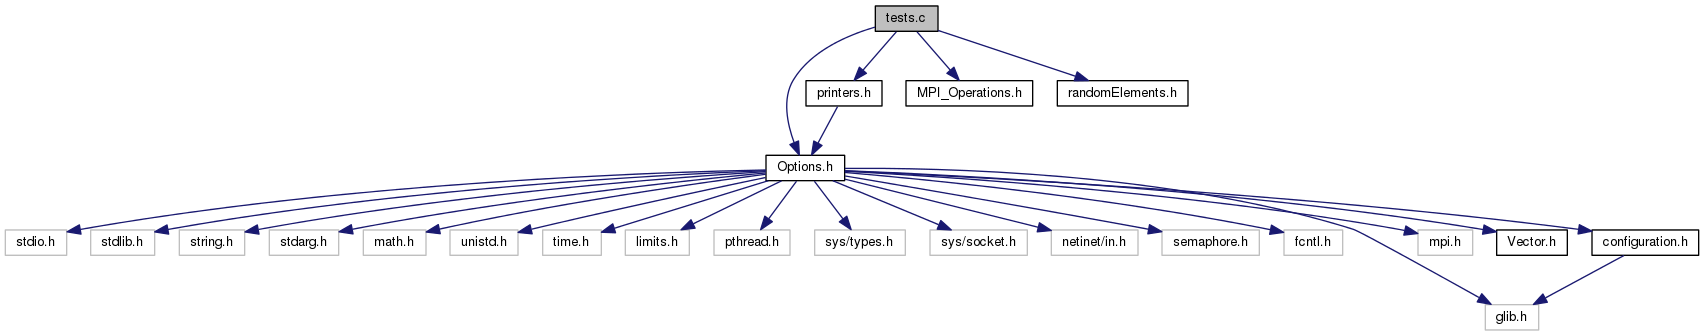 tests.c
printers.h
MPI_Operations.h
randomElements.h
Options.h
stdio.h
stdlib.h
string.h
stdarg.h
math.h
unistd.h
time.h
limits.h
pthread.h
sys/types.h
sys/socket.h
netinet/in.h
semaphore.h
fcntl.h
mpi.h
Vector.h
configuration.h
glib.h